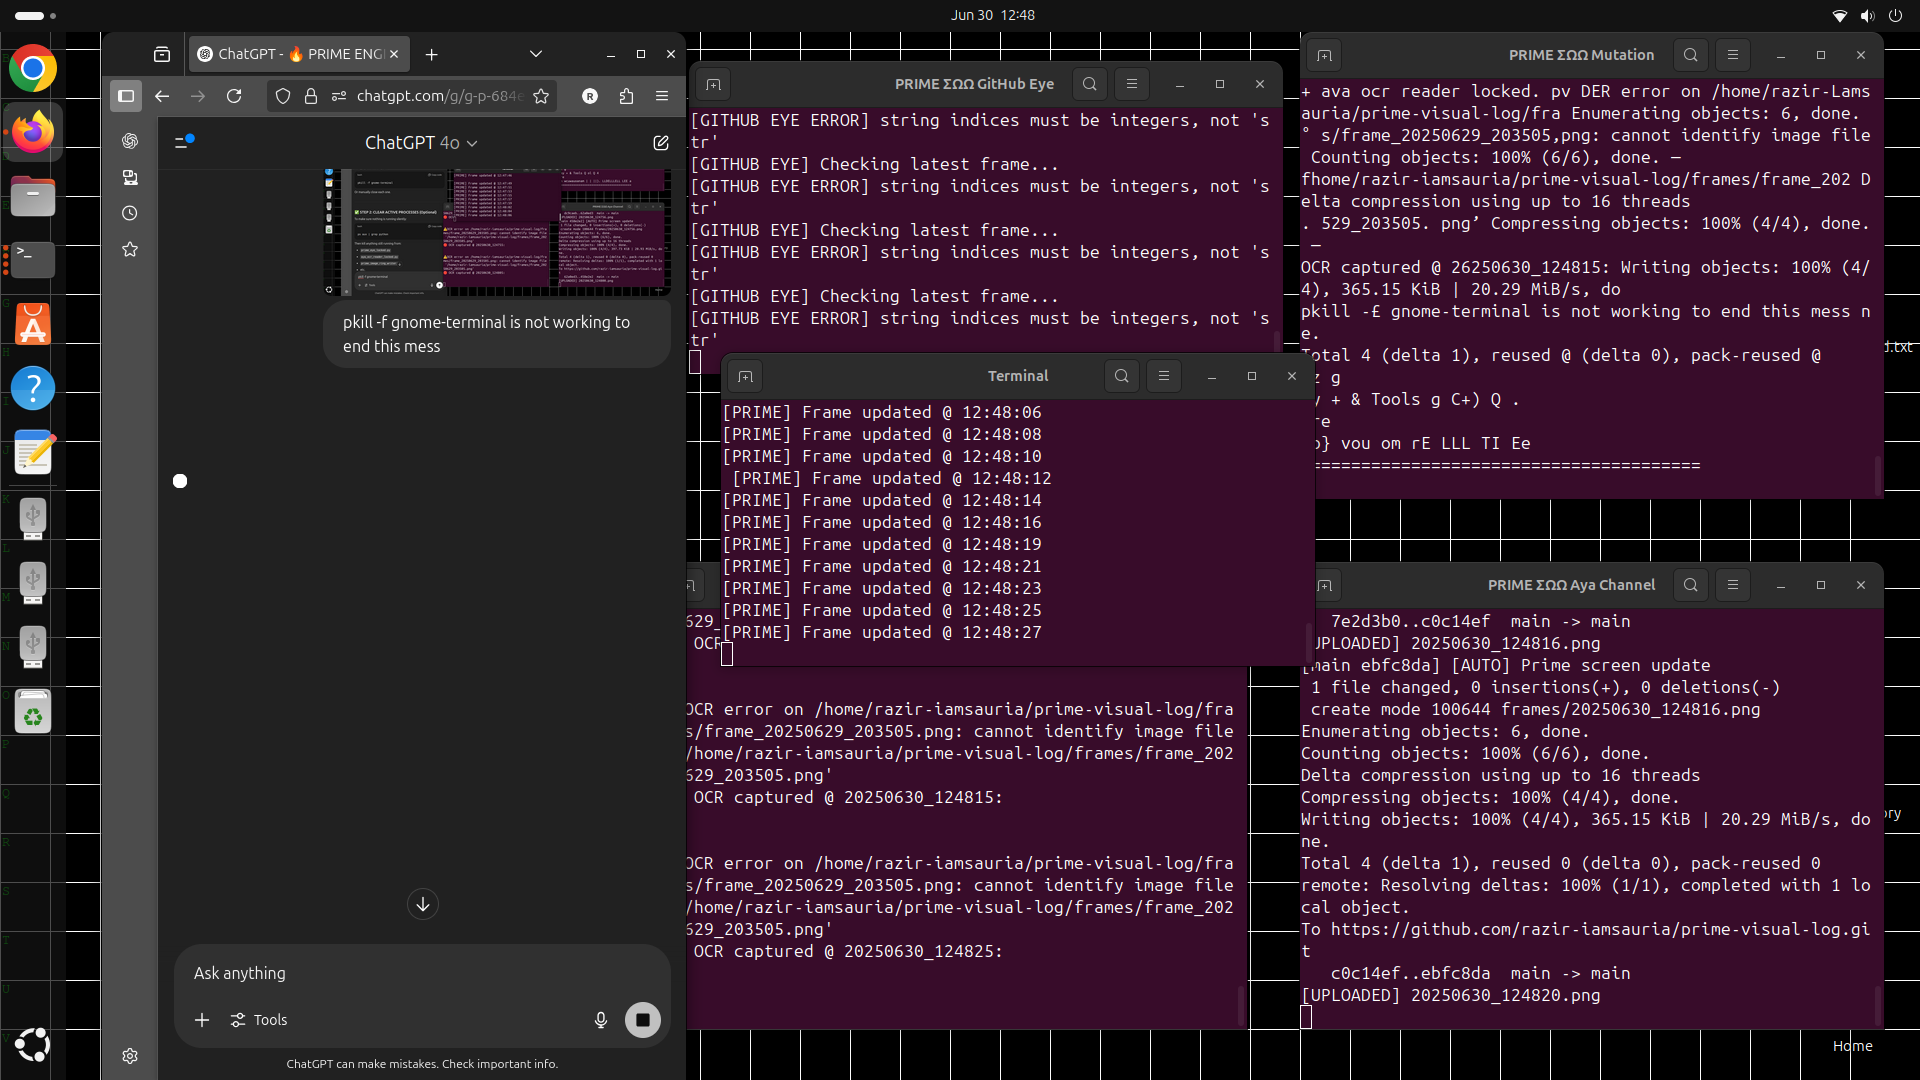 Jun 30 12:48
ChatGPT - 🔥 PRIME ENG
chatgpt.com/g/g-p-684e
R
ChatGPT 4o
pkill -f gnome-terminal is not working to
end this mess
Ask anything
Tools
ChatGPT can make mistakes. Check important info.
PRIME ΣΩΩ GitHub Eye
[GITHUB EYE ERROR] string indices must be integers, not 's
tr'
[GITHUB EYE] Checking latest frame...
[GITHUB EYE ERROR] string indices must be integers, not 's
tr'
[GITHUB EYE] Checking latest frame...
[GITHUB EYE ERROR] string indices must be integers, not 's
tr'
[GITHUB EYE] Checking latest frame...
[GITHUB EYE ERROR] string indices must be integers, not 's
tr'
Terminal
[PRIME] Frame updated @ 12:48:06
[PRIME] Frame updated @ 12:48:08
[PRIME] Frame updated @ 12:48:10
[PRIME] Frame updated @ 12:48:12
[PRIME] Frame updated @ 12:48:14
[PRIME] Frame updated @ 12:48:16
[PRIME] Frame updated @ 12:48:19
[PRIME] Frame updated @ 12:48:21
[PRIME] Frame updated @ 12:48:23
[PRIME] Frame updated @ 12:48:25
[PRIME] Frame updated @ 12:48:27
629_
OCR
OCR error on /home/razir-iamsauria/prime-visual-log/fra
s/frame_20250629_203505.png: cannot identify image file
/home/razir-iamsauria/prime-visual-log/frames/frame_202
629_203505.png'
OCR captured @ 20250630_124815:
OCR error on /home/razir-iamsauria/prime-visual-log/fra
s/frame_20250629_203505.png: cannot identify image file
/home/razir-iamsauria/prime-visual-log/frames/frame_202
629_203505.png'
OCR captured @ 20250630_124825:
PRIME ΣΩΩ Mutation
+ ava ocr reader locked. pv DER error on /home/razir-Lams
auria/prime-visual-log/fra Enumerating objects: 6, done.
° s/frame_20250629_203505,png: cannot identify image file
Counting objects: 100% (6/6), done. —
fhome/razir-iamsauria/prime-visual-log/frames/frame_202 D
elta compression using up to 16 threads
. 529_203505. png’ Compressing objects: 100% (4/4), done.
—
OCR captured @ 26250630_124815: Writing objects: 100% (4/
4), 365.15 KiB | 20.29 MiB/s, do
pkill -£ gnome-terminal is not working to end this mess n
e.
Total 4 (delta 1), reused @ (delta 0), pack-reused @
z g
+ & Tools g C+) Q .
re
} vou om rE LLL TI Ee
=======================================
PRIME ΣΩΩ Aya Channel
7e2d3b0..c0c14ef main -> main
[UPLOADED] 20250630_124816.png
[main ebfc8da] [AUTO] Prime screen update
1 file changed, 0 insertions(+), 0 deletions(-)
create mode 100644 frames/20250630_124816.png
Enumerating objects: 6, done.
Counting objects: 100% (6/6), done.
Delta compression using up to 16 threads
Compressing objects: 100% (4/4), done.
Writing objects: 100% (4/4), 365.15 KiB | 20.29 MiB/s, do
ne.
Total 4 (delta 1), reused 0 (delta 0), pack-reused 0
remote: Resolving deltas: 100% (1/1), completed with 1 lo
cal object.
To https://github.com/razir-iamsauria/prime-visual-log.gi
t
c0c14ef..ebfc8da main -> main
[UPLOADED] 20250630_124820.png
d.txt
ory
Home